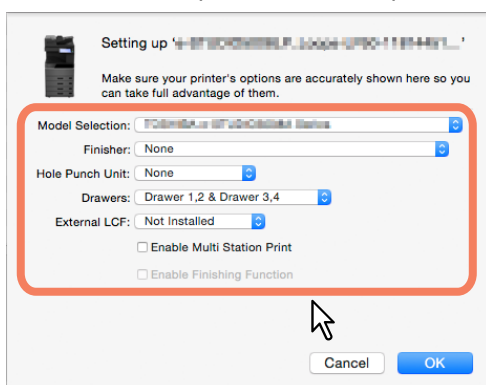 Setting up '
Make sure your printer's options are accurately shown here so you
can take full advantage of them.
Model Selection:
Finisher: None
Hole Punch Unit: None
Drawers: Drawer 1,2 & Drawer 3,4
External LCF: Not Installed
Enable Multi Station Print
Enable Finishing Function
Cancel OK